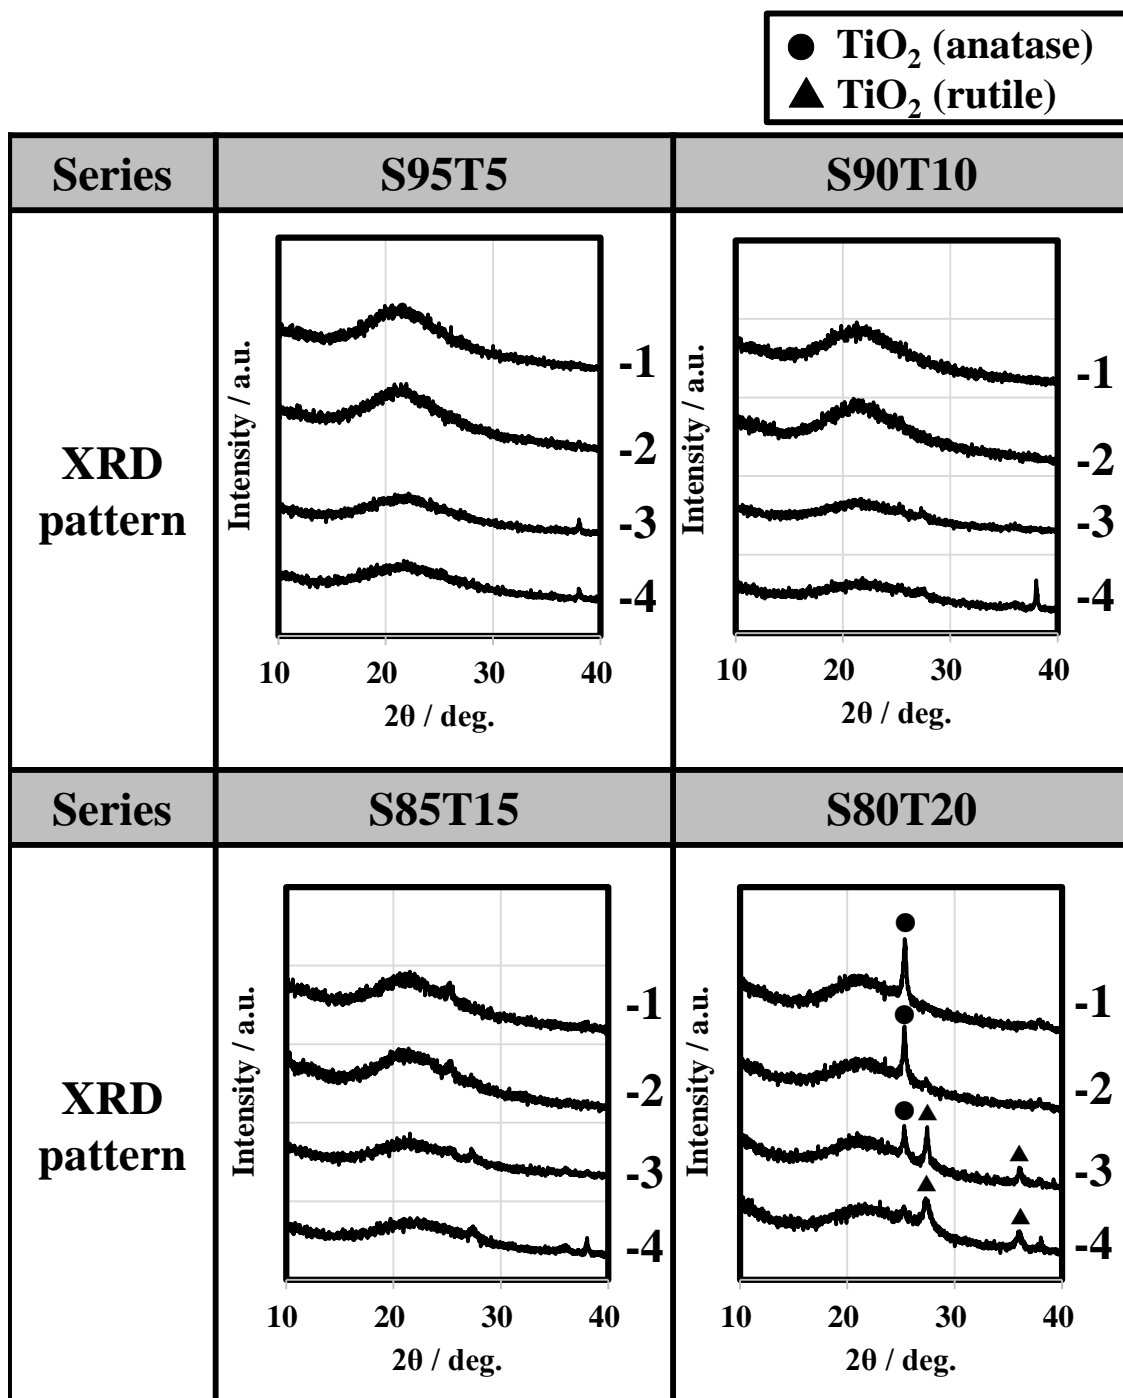 ● TiO₂ (anatase)
▲ TiO₂ (rutile)
Series S95T5 S90T10
XRD pattern
Intensity / a.u.
-1
-2
-3
-4
10 20 30 40
2θ / deg.
Intensity / a.u.
-1
-2
-3
-4
10 20 30 40
2θ / deg.
Series S85T15 S80T20
XRD pattern
Intensity / a.u.
-1
-2
-3
-4
10 20 30 40
2θ / deg.
Intensity / a.u.
-1
-2
-3
-4
10 20 30 40
2θ / deg.